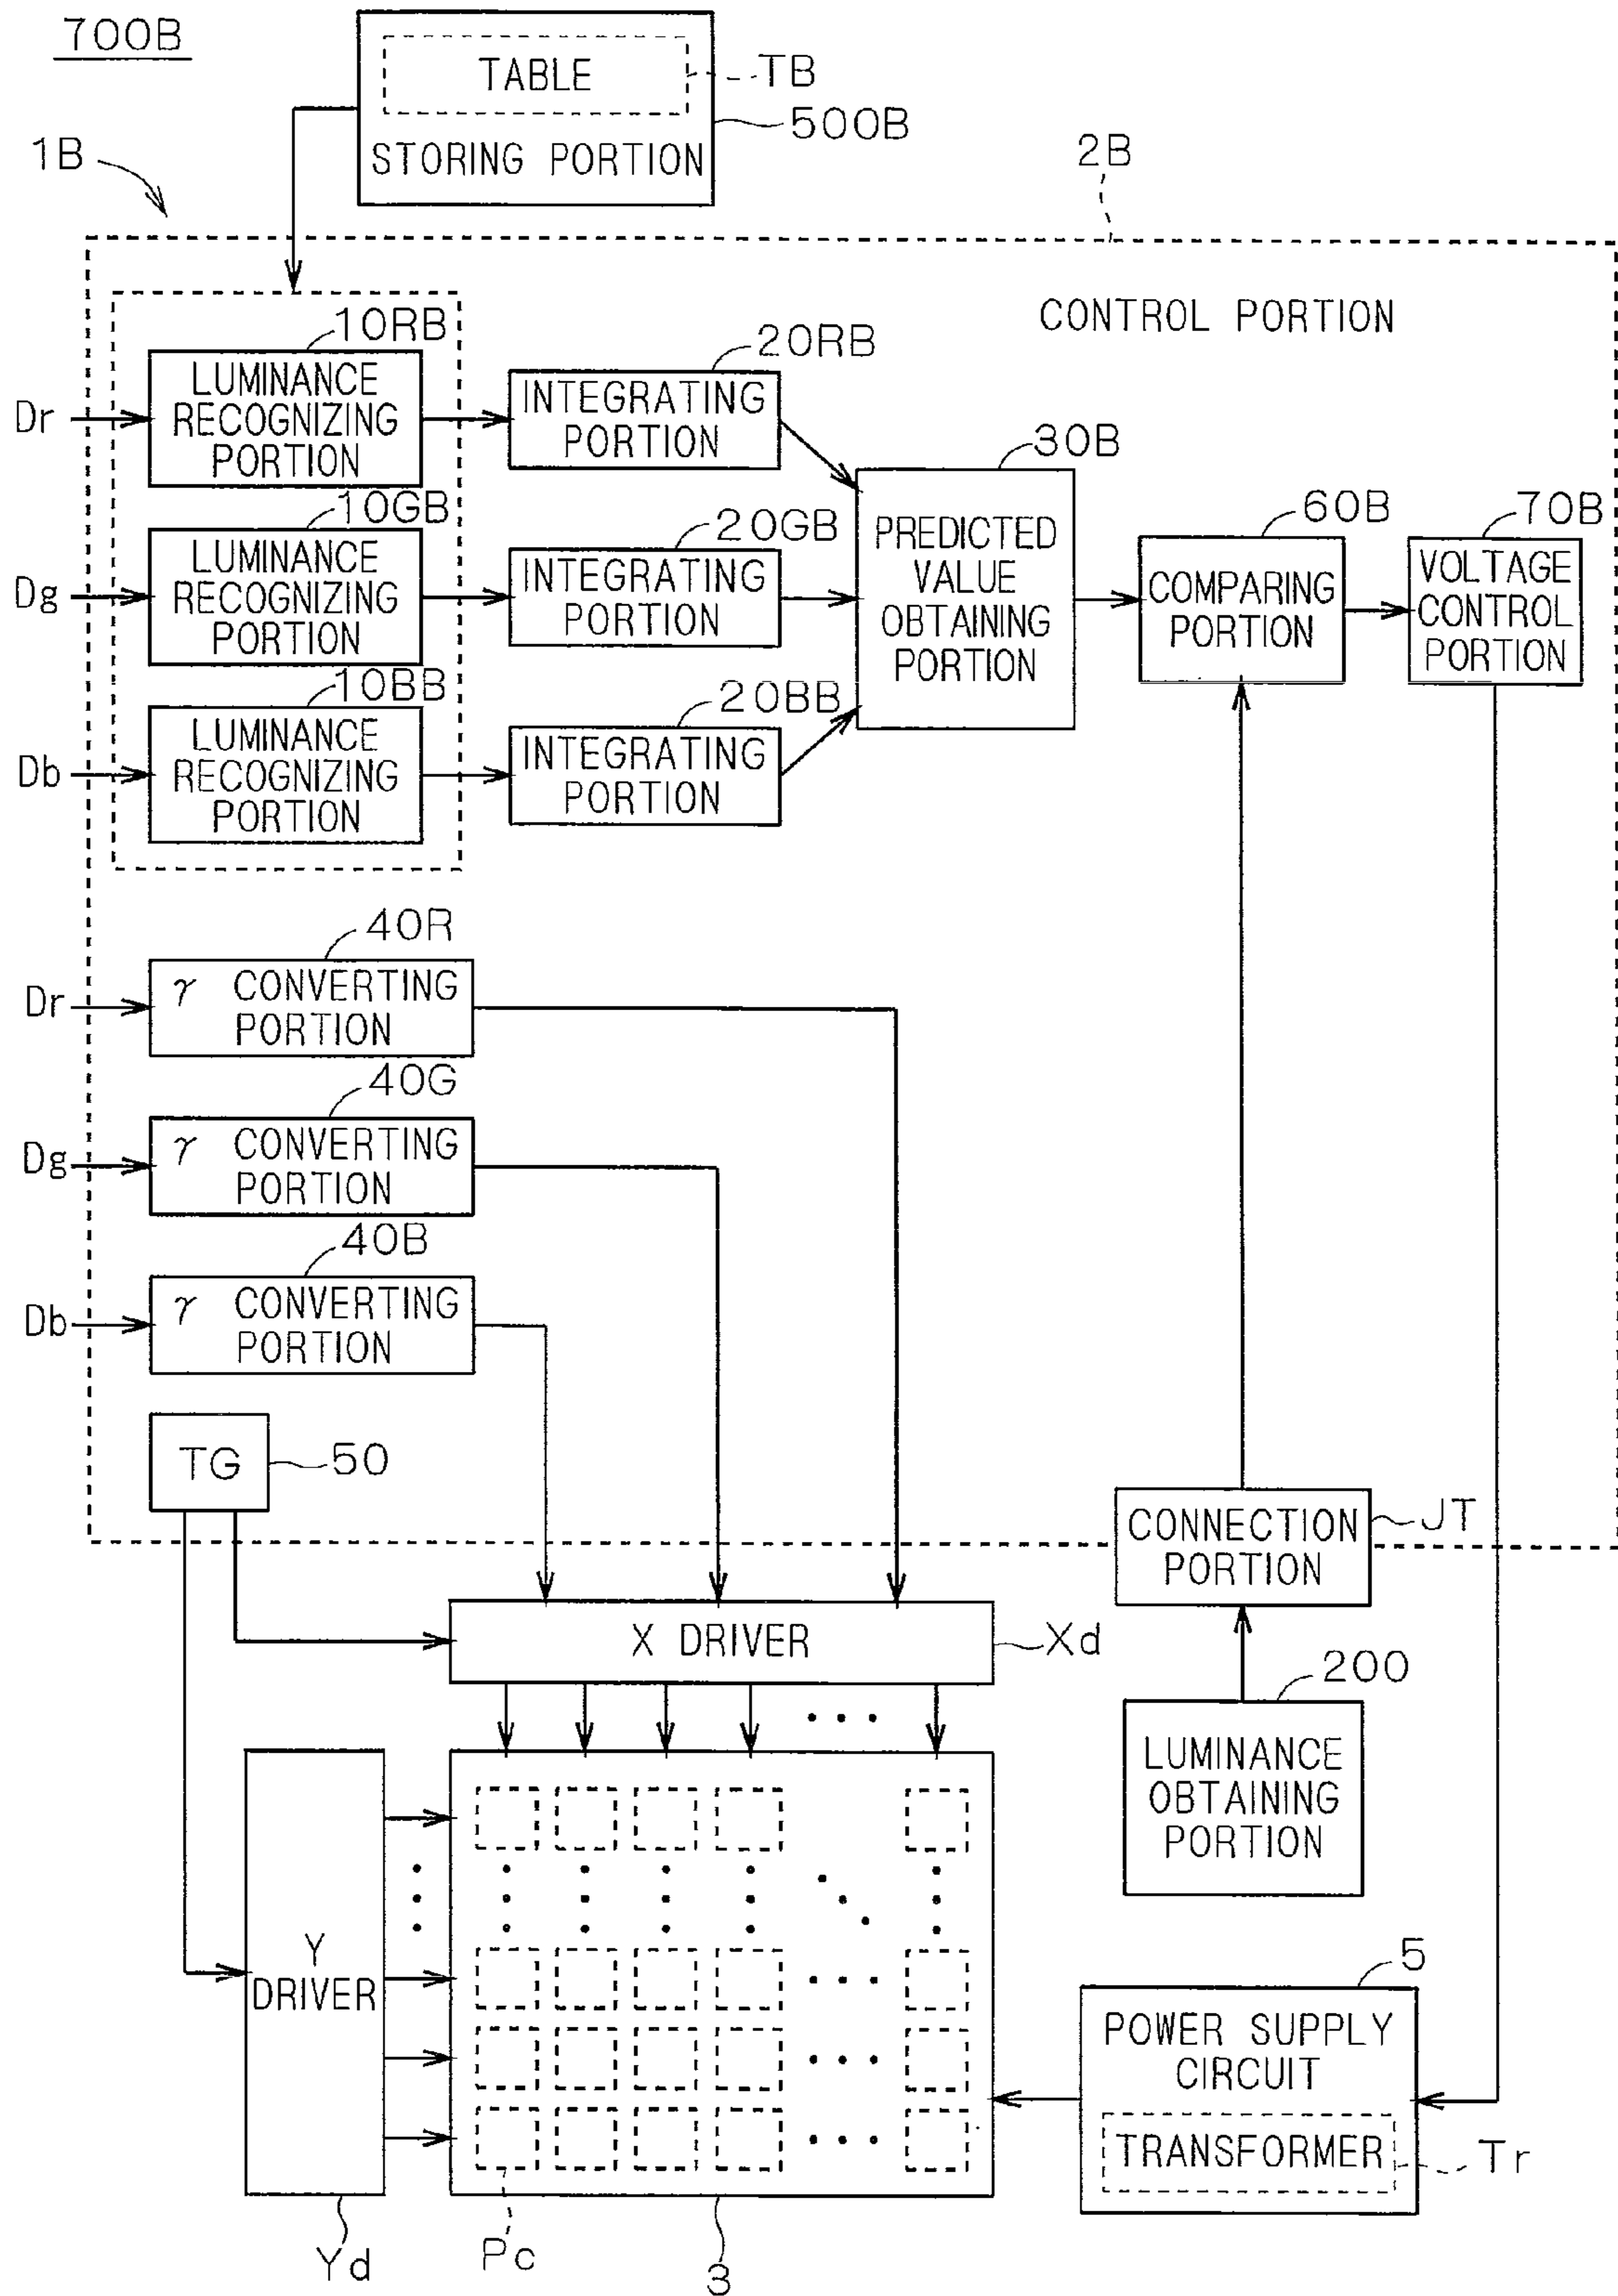 700B
TABLE
TB
500B
STORING PORTION
1B
2B
CONTROL PORTION
10RB
LUMINANCE
RECOGNIZING
PORTION
Dr
20RB
INTEGRATING
PORTION
30B
PREDICTED
VALUE
OBTAINING
PORTION
10GB
LUMINANCE
RECOGNIZING
PORTION
Dg
20GB
INTEGRATING
PORTION
60B
COMPARING
PORTION
70B
VOLTAGE
CONTROL
PORTION
10BB
LUMINANCE
RECOGNIZING
PORTION
Db
20BB
INTEGRATING
PORTION
40R
Dr
γ CONVERTING
PORTION
40G
Dg
γ CONVERTING
PORTION
40B
Db
γ CONVERTING
PORTION
TG
50
CONNECTION
PORTION
JT
X DRIVER
Xd
200
LUMINANCE
OBTAINING
PORTION
Y
DRIVER
5
POWER SUPPLY
CIRCUIT
TRANSFORMER
Tr
Yd
Pc
3